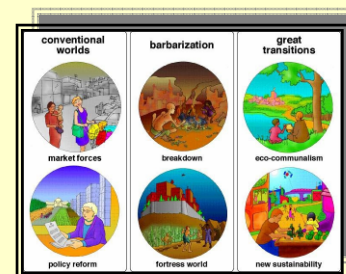 conventional
worlds
barbarization
great
transitions
market forces
breakdown
eco-communalism
policy reform
fortress world
new sustainability